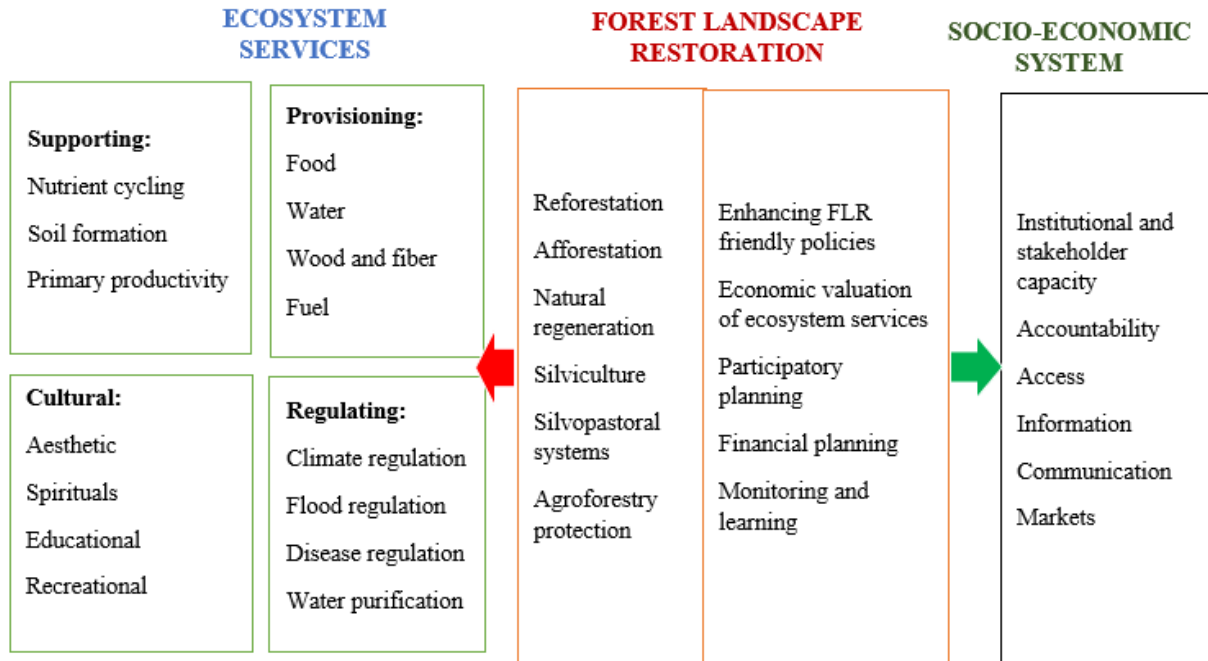 ECOSYSTEM
SERVICES
FOREST LANDSCAPE
RESTORATION
SOCIO-ECONOMIC
SYSTEM
Supporting:
Nutrient cycling
Soil formation
Primary productivity
Provisioning:
Food
Water
Wood and fiber
Fuel
Cultural:
Aesthetic
Spirituals
Educational
Recreational
Regulating:
Climate regulation
Flood regulation
Disease regulation
Water purification
Reforestation
Afforestation
Natural
regeneration
Silviculture
Silvopastoral
systems
Agroforestry
protection
Enhancing FLR
friendly policies
Economic valuation
of ecosystem services
Participatory
planning
Financial planning
Monitoring and
learning
Institutional and
stakeholder
capacity
Accountability
Access
Information
Communication
Markets